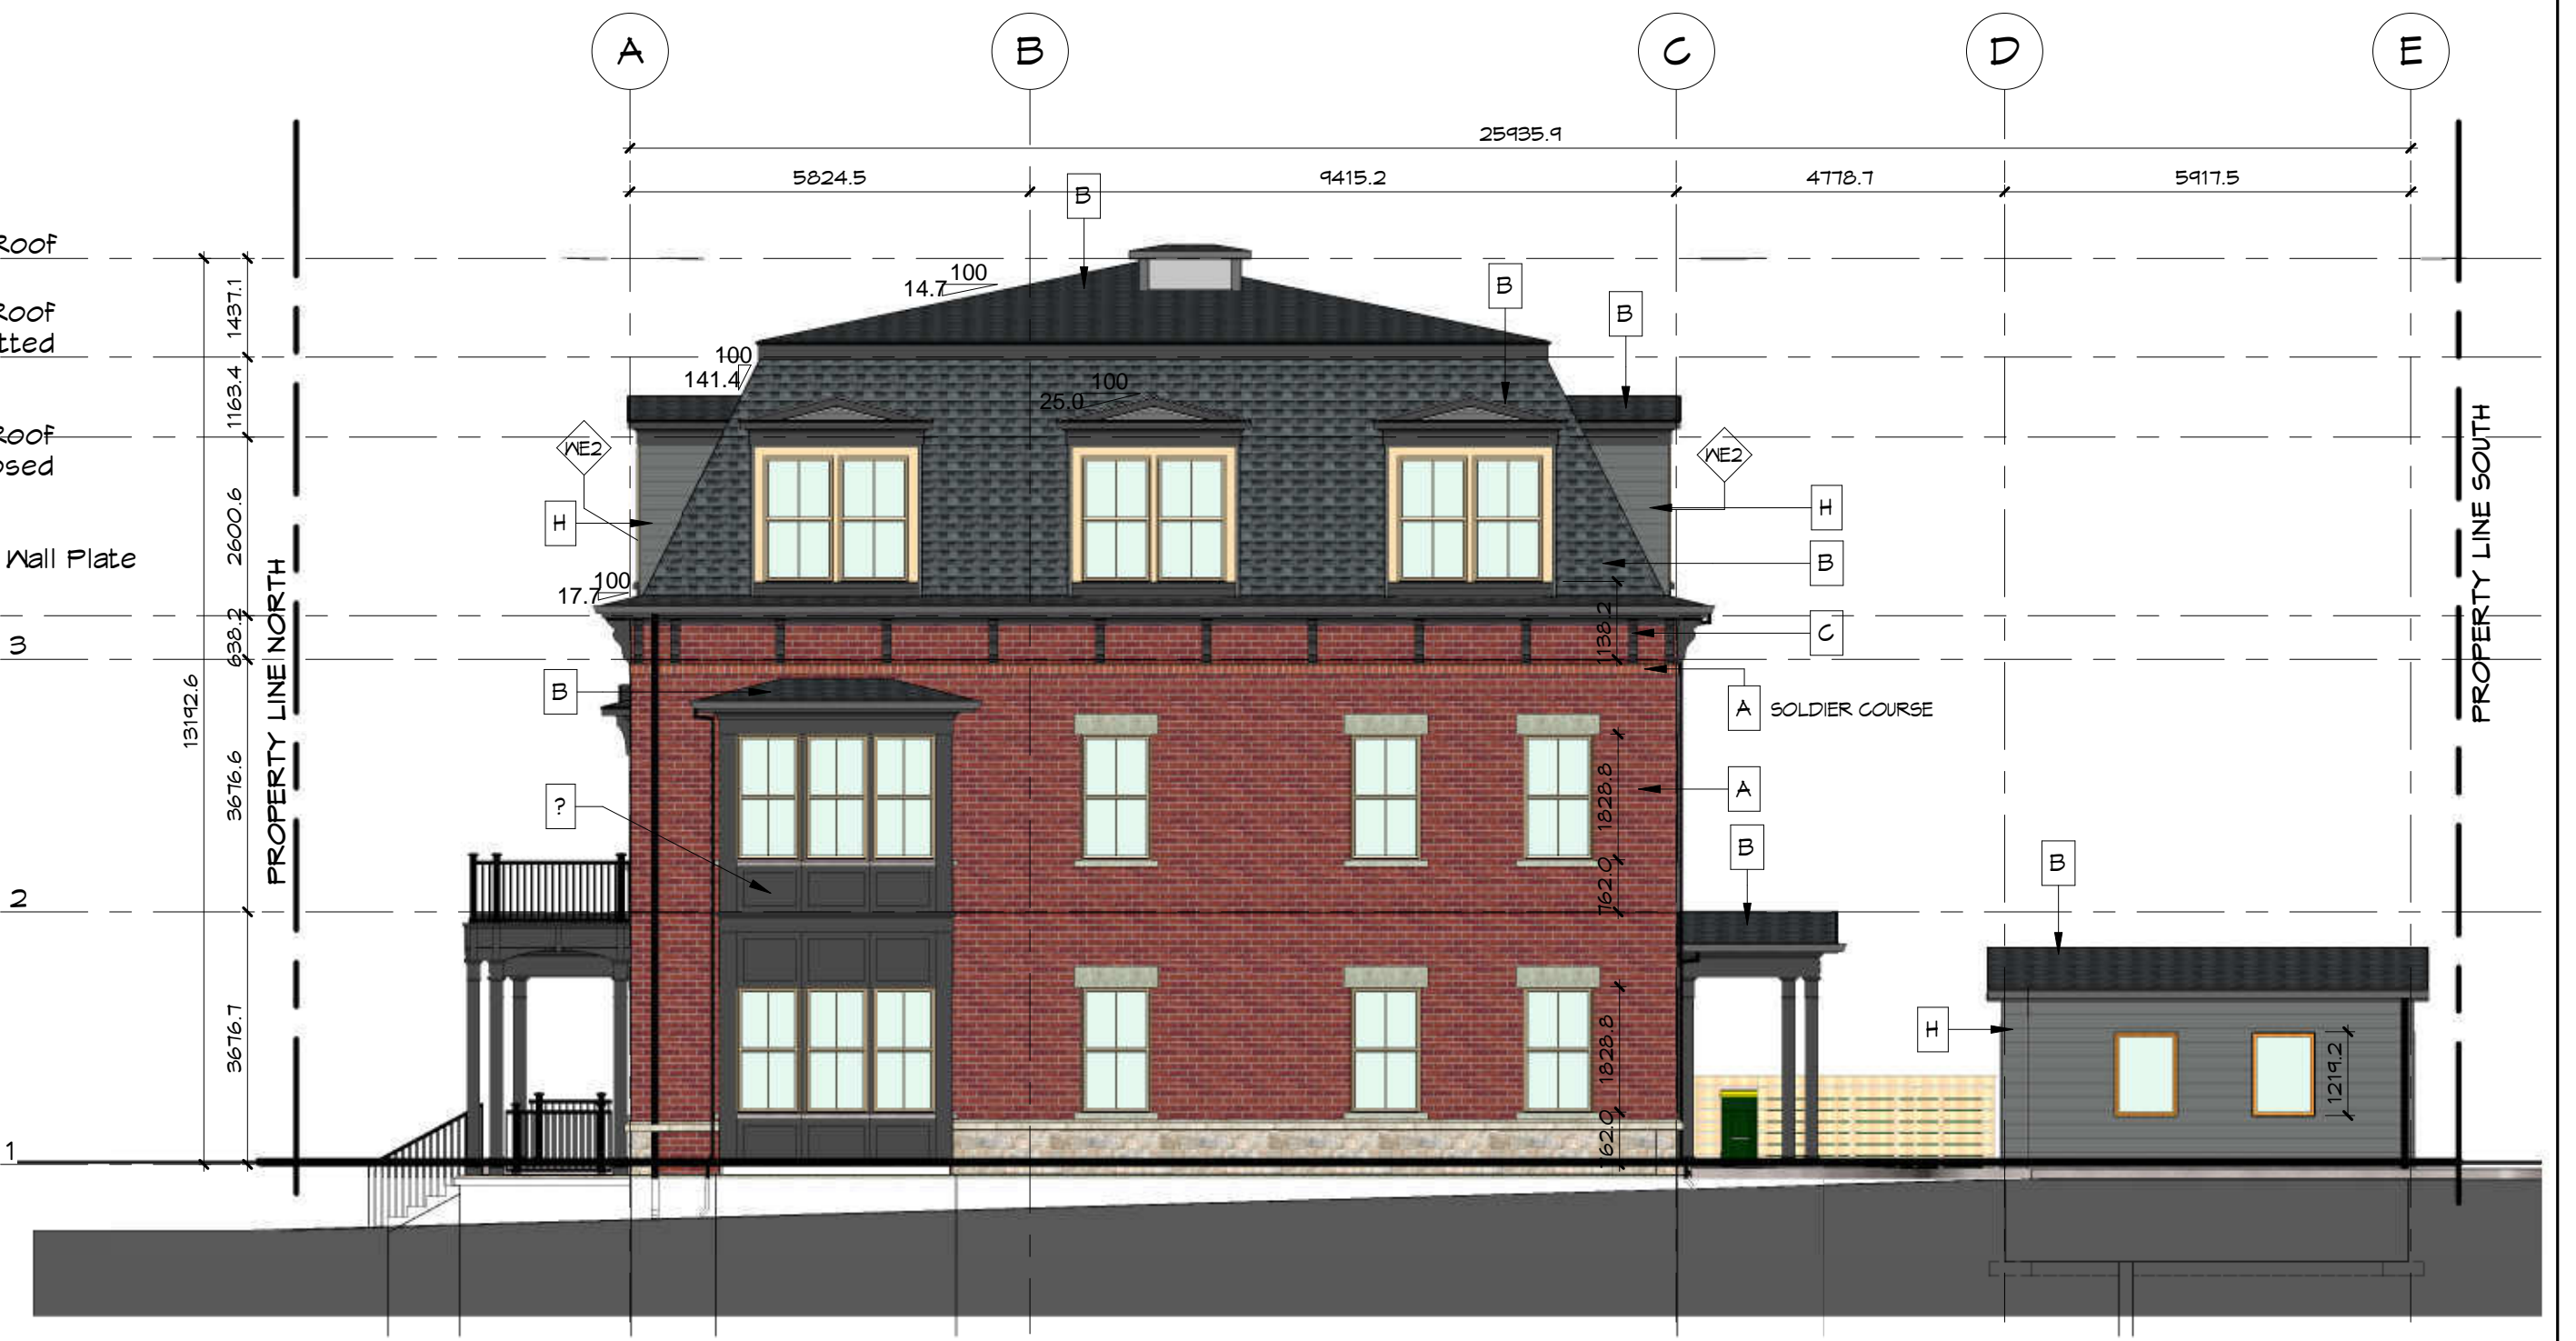 A B C D E
25935.9
5824.5 9415.2 4778.7 5917.5
B
Roof
100
14.7
B
B
1437.1
Roof
tted
100
141.4
100
25.0
1163.4
Roof
osed
WE2
WE2
H
H
2600.6
Wall Plate
B
100
17.7
PROPERTY LINE NORTH
PROPERTY LINE SOUTH
638.2
1138.2
C
3
13192.6
B
A SOLDIER COURSE
3676.6
?
1828.8
A
B
B
762.0
2
3676.7
H
1828.8
1219.2
762.0
1